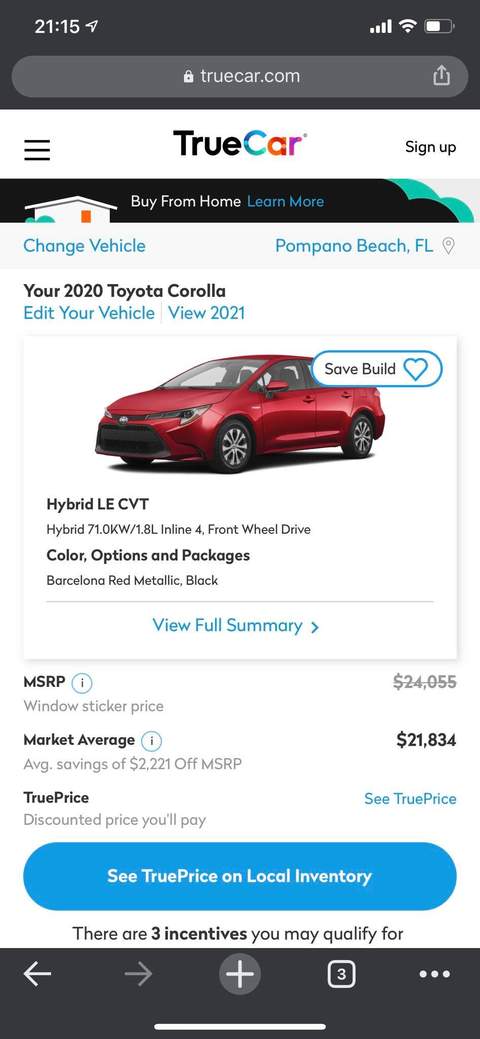 21:15
truecar.com
TrueCar
Sign up
Buy From Home Learn More
Change Vehicle
Pompano Beach, FL
Your 2020 Toyota Corolla
Edit Your Vehicle View 2021
Save Build
Hybrid LE CVT
Hybrid 71.0KW/1.8L Inline 4, Front Wheel Drive
Color, Options and Packages
Barcelona Red Metallic, Black
View Full Summary
MSRP i $24,055
Window sticker price
Market Average i $21,834
Avg. savings of $2,221 Off MSRP
TruePrice See TruePrice
Discounted price you'll pay
See TruePrice on Local Inventory
There are 3 incentives you may qualify for
3